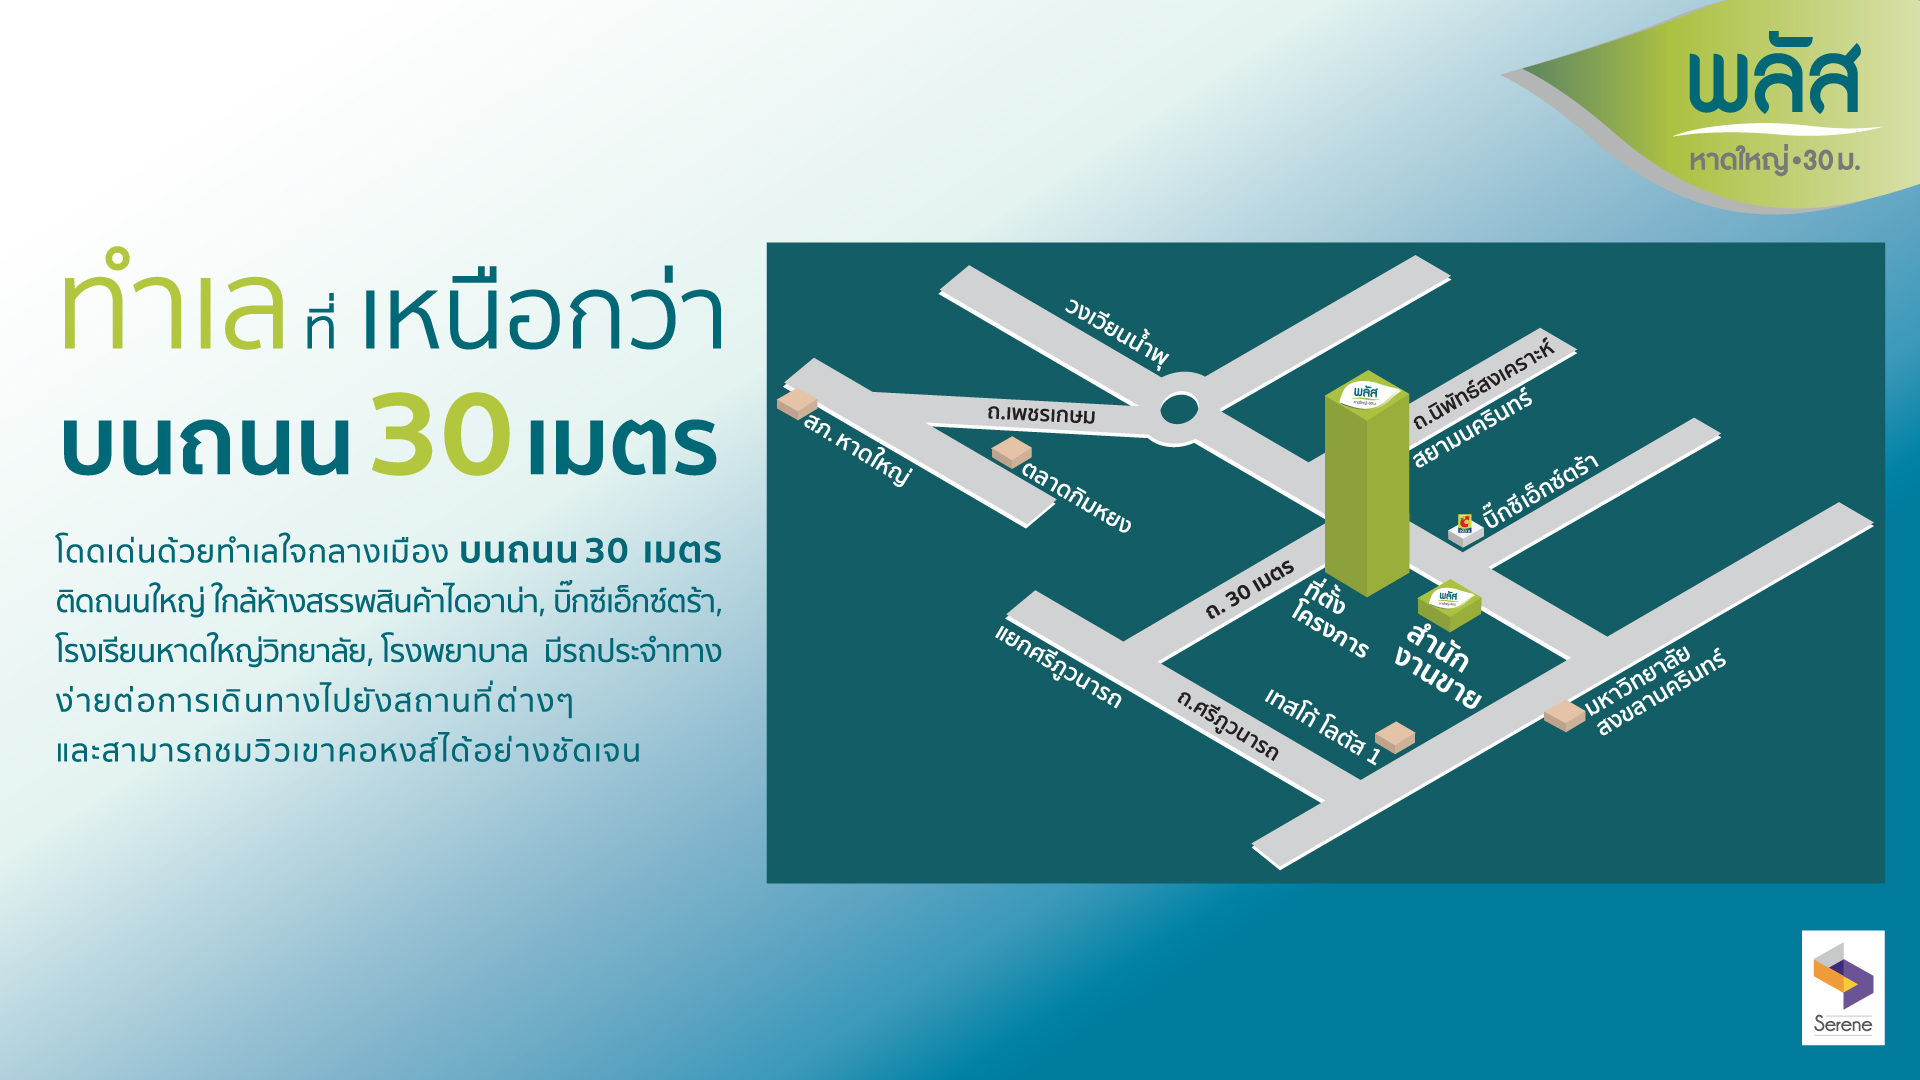 พลัส
หาดใหญ่•30 ม.
ทำเล ที่ เหนือกว่า
บนถนน 30 เมตร
โดดเด่นด้วยทำเลใจกลางเมือง บนถนน 30 เมตร
ติดถนนใหญ่ ใกล้ห้างสรรพสินค้าไดอาน่า, บิ๊กซีเอ็กซ์ตร้า,
โรงเรียนหาดใหญ่วิทยาลัย, โรงพยาบาล มีรถประจำทาง
ง่ายต่อการเดินทางไปยังสถานที่ต่างๆ
และสามารถชมวิวเขาคอหงส์ได้อย่างชัดเจน
วงเวียนน้ำพุ
ถ.เพชรเกษม
สภ. หาดใหญ่
ตลาดกิมหยง
พลัส
ถ.นิพัทธ์สงเคราะห์
สยามนครินทร์
บิ๊กซีเอ็กซ์ตร้า
ถ. 30 เมตร
ที่ตั้ง
โครงการ
พลัส
สำนัก
งานขาย
แยกศรีภูวนารถ
ถ.ศรีภูวนารถ
เทสโก้ โลตัส 1
มหาวิทยาลัย
สงขลานครินทร์
Serene